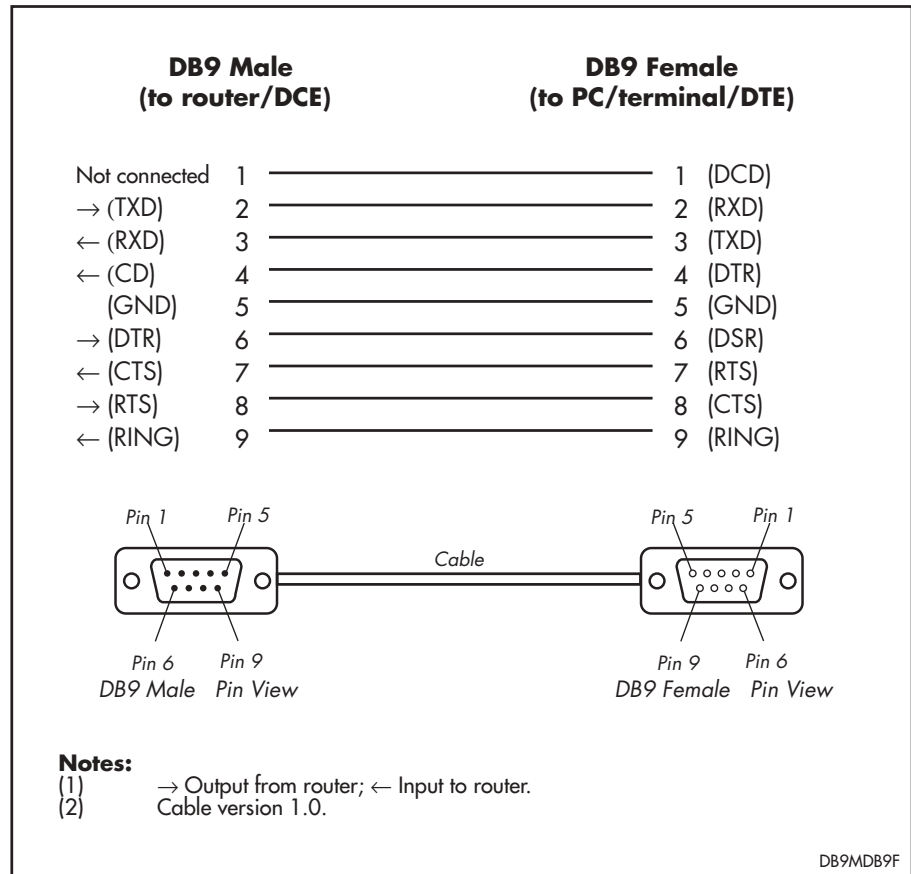 DB9 Male DB9 Female
(to router/DCE) (to PC/terminal/DTE)
Not connected 1 1 (DCD)
→ (TXD) 2 2 (RXD)
← (RXD) 3 3 (TXD)
← (CD) 4 4 (DTR)
(GND) 5 5 (GND)
→ (DTR) 6 6 (DSR)
← (CTS) 7 7 (RTS)
→ (RTS) 8 8 (CTS)
← (RING) 9 9 (RING)
Pin 1 Pin 5 Pin 5 Pin 1
Cable
Pin 6 Pin 9 Pin 9 Pin 6
DB9 Male Pin View DB9 Female Pin View
Notes:
(1) → Output from router; ← Input to router.
(2) Cable version 1.0.
DB9MDB9F